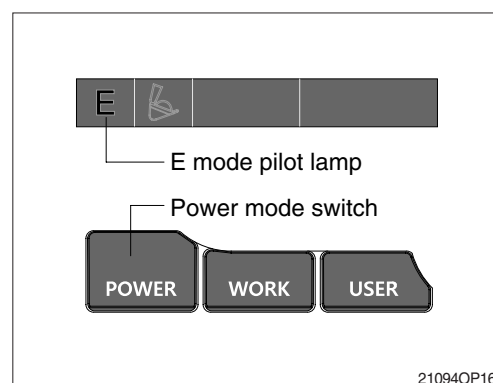 E
E mode pilot lamp
Power mode switch
POWER WORK USER
21094OP16